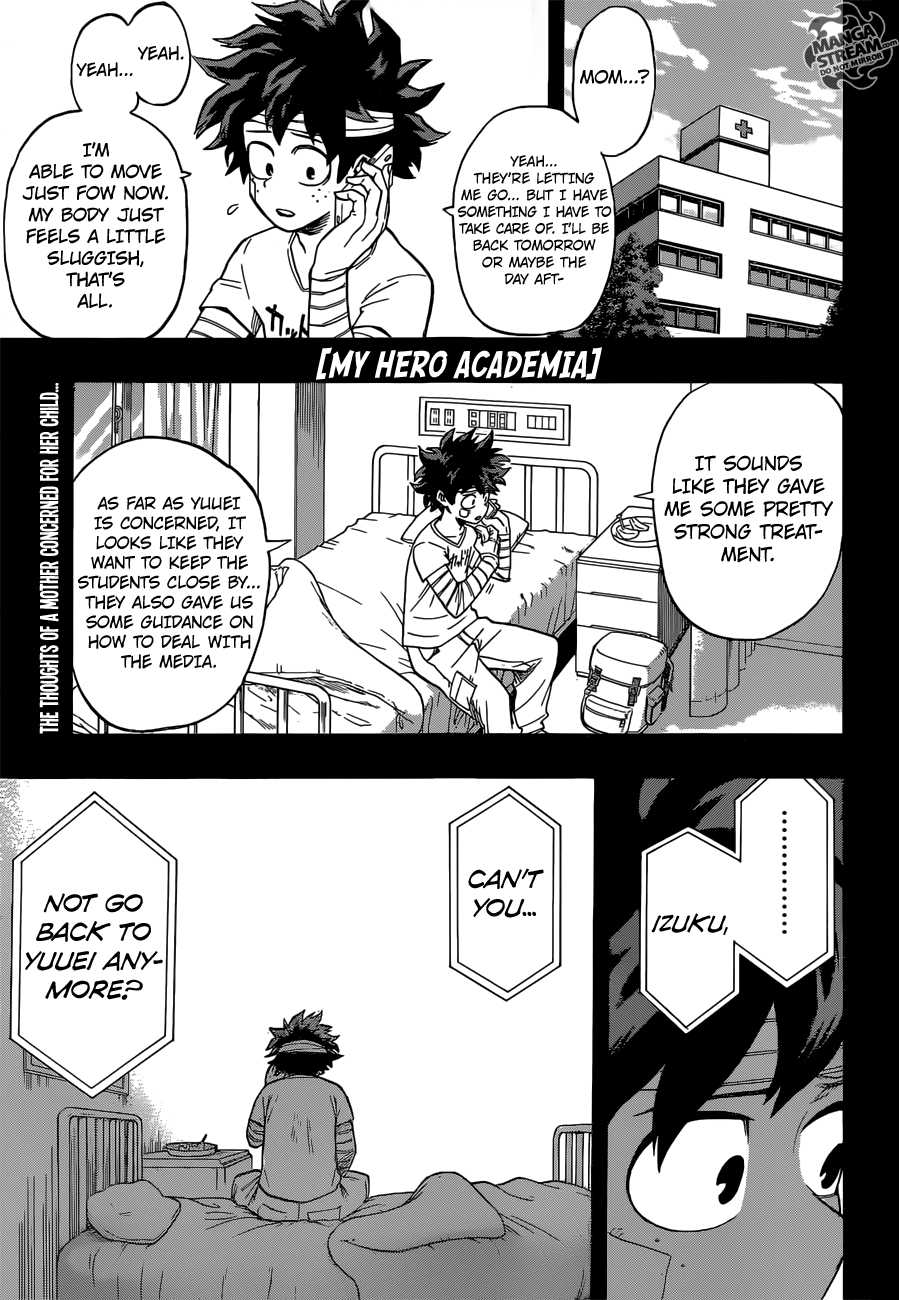 MANGA
STREAM.com
DO NOT MIRROR!
MOM...?
YEAH...
THEY'RE LETTING
ME GO... BUT I HAVE
SOMETHING I HAVE TO
TAKE CARE OF. I'LL BE
BACK TOMORROW
OR MAYBE THE
DAY AFT-
YEAH.
YEAH...
I'M
ABLE TO MOVE
JUST FOW NOW.
MY BODY JUST
FEELS A LITTLE
SLUGGISH,
THAT'S
ALL.
[MY HERO ACADEMIA]
THE THOUGHTS OF A MOTHER CONCERNED FOR HER CHILD...
IT SOUNDS
LIKE THEY GAVE
ME SOME PRETTY
STRONG TREAT-
MENT.
AS FAR AS YUUEI
IS CONCERNED, IT
LOOKS LIKE THEY
WANT TO KEEP THE
STUDENTS CLOSE BY...
THEY ALSO GAVE US
SOME GUIDANCE ON
HOW TO DEAL WITH
THE MEDIA.
..........
IZUKU,
CAN'T
YOU...
NOT GO
BACK TO
YUUEI ANY-
MORE?